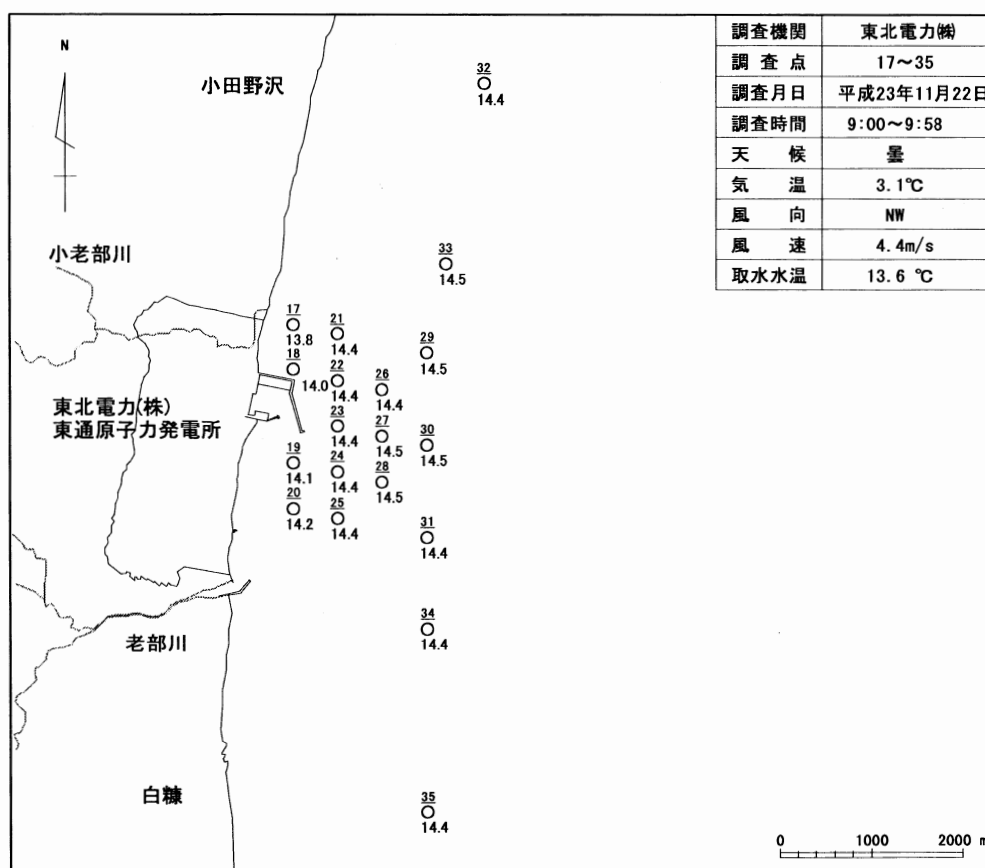 N
小田野沢
小老部川
東北電力(株)
東通原子力発電所
老部川
白糠
調査機関 東北電力㈱
調査点 17～35
調査月日 平成23年11月22日
調査時間 9:00～9:58
天候 曇
気温 3.1℃
風向 NW
風速 4.4m/s
取水水温 13.6 ℃
32
14.4
33
14.5
17
13.8
21
14.4
29
14.5
18
14.0
22
14.4
26
14.4
23
14.4
27
14.5
30
14.5
19
14.1
24
14.4
28
14.5
20
14.2
25
14.4
31
14.4
34
14.4
35
14.4
0 1000 2000 m